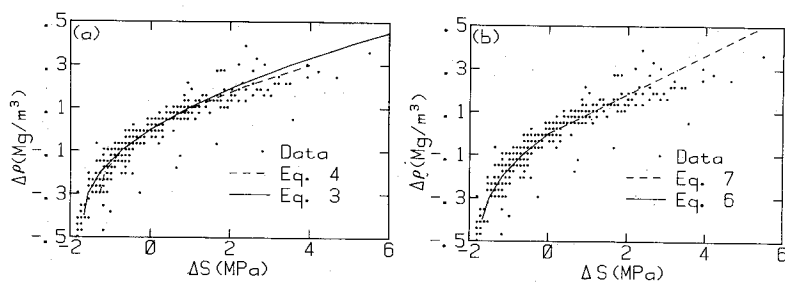 (a)
.5
.3
.1
-.1
-.3
-.5
Δρ(Mg/m³)
Data
Eq. 4
Eq. 3
-2 0 2 4 6
ΔS(MPa)
(b)
.5
.3
.1
-.1
-.3
-.5
Δρ(Mg/m³)
Data
Eq. 7
Eq. 6
-2 0 2 4 6
ΔS(MPa)